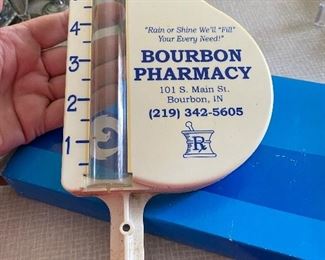 "Rain or Shine We'll "Fill"
Your Every Need!"
BOURBON
PHARMACY
101 S. Main St.
Bourbon, IN
(219) 342-5605
Rx
4
3
2
1